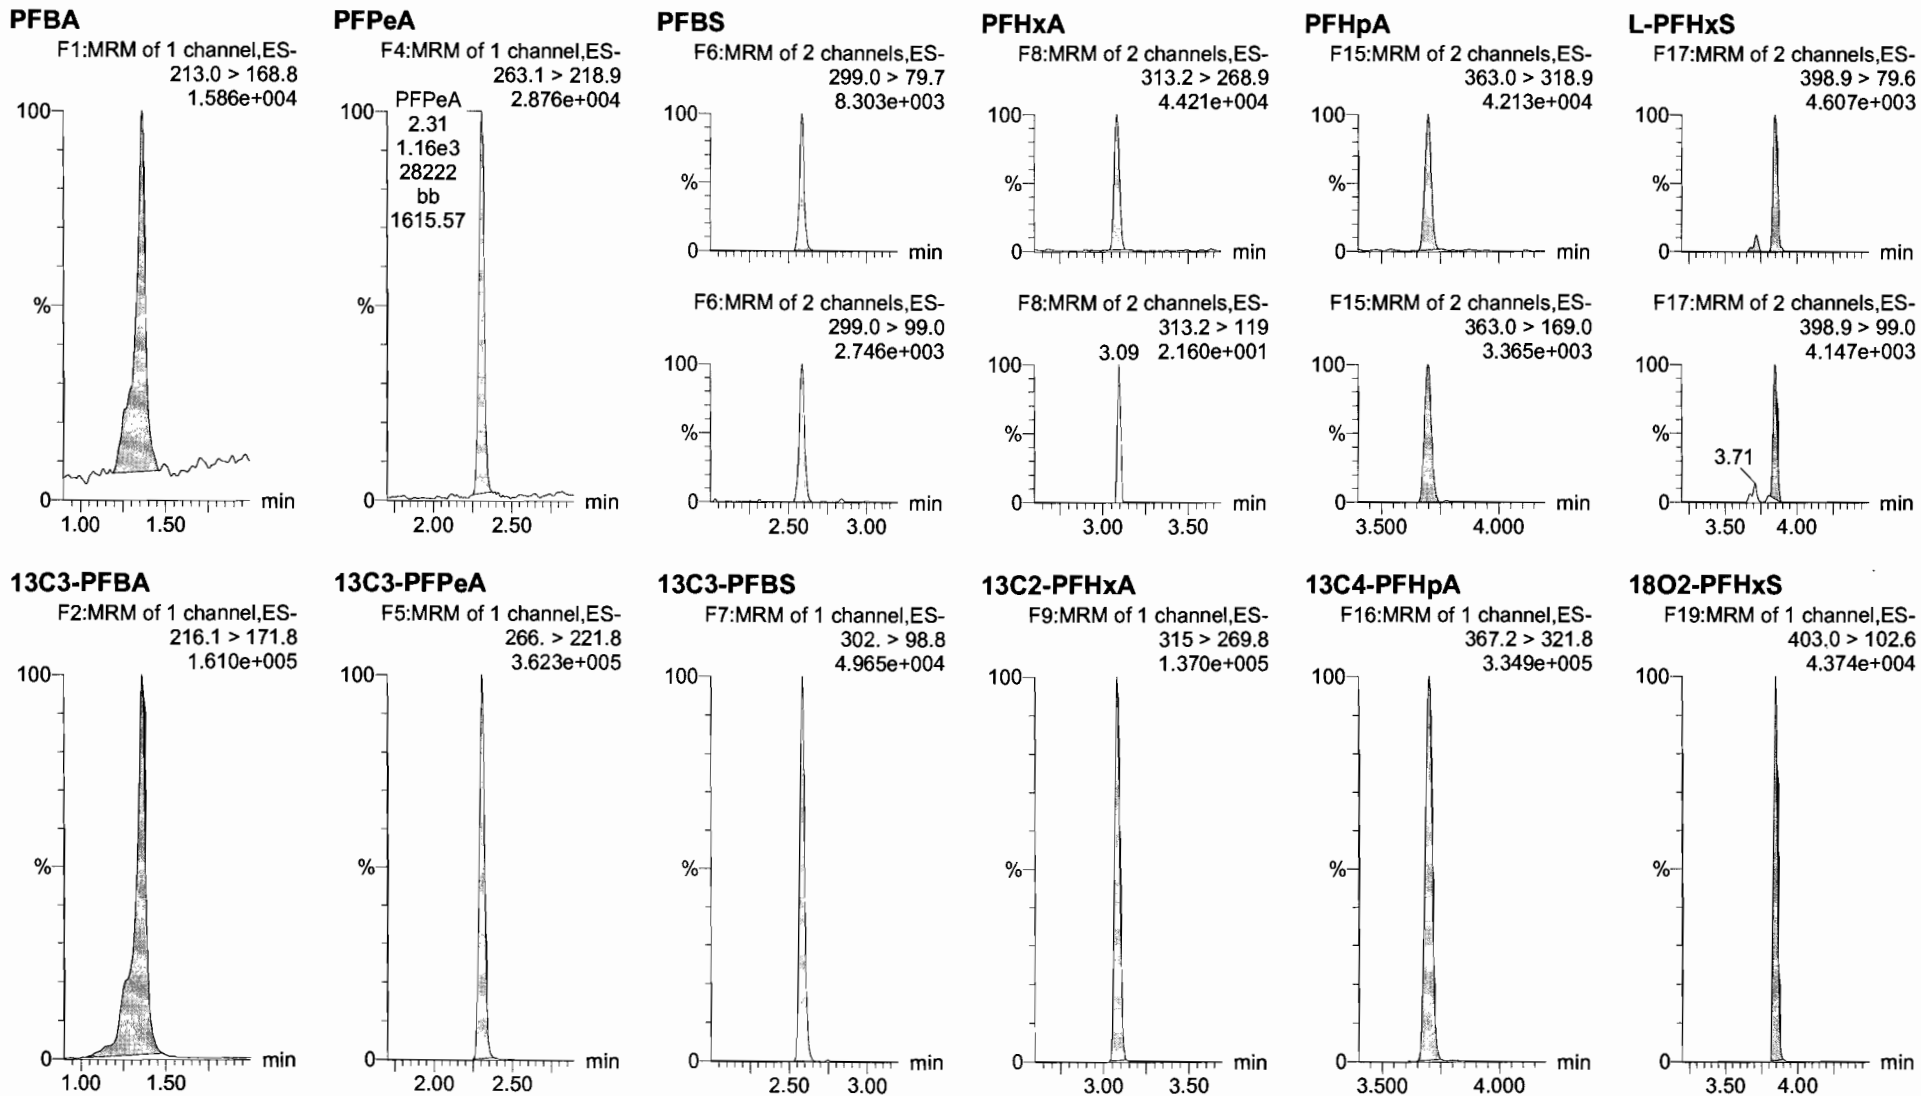 PFBA
F1:MRM of 1 channel,ES-
213.0 > 168.8
1.586e+004
100
%
0
min
1.00
1.50
PFPeA
F4:MRM of 1 channel,ES-
263.1 > 218.9
2.876e+004
PFPeA
2.31
1.16e3
28222
bb
1615.57
100
%
0
min
2.00
2.50
PFBS
F6:MRM of 2 channels,ES-
299.0 > 79.7
8.303e+003
100
%
0
min
F6:MRM of 2 channels,ES-
299.0 > 99.0
2.746e+003
100
%
0
min
2.50
3.00
PFHxA
F8:MRM of 2 channels,ES-
313.2 > 268.9
4.421e+004
100
%
0
min
F8:MRM of 2 channels,ES-
313.2 > 119
3.09 2.160e+001
100
%
0
min
3.00
3.50
PFHpA
F15:MRM of 2 channels,ES-
363.0 > 318.9
4.213e+004
100
%
0
min
F15:MRM of 2 channels,ES-
363.0 > 169.0
3.365e+003
100
%
0
min
3.500
4.000
L-PFHxS
F17:MRM of 2 channels,ES-
398.9 > 79.6
4.607e+003
100
%
0
min
F17:MRM of 2 channels,ES-
398.9 > 99.0
4.147e+003
100
%
3.71
0
min
3.50
4.00
13C3-PFBA
F2:MRM of 1 channel,ES-
216.1 > 171.8
1.610e+005
100
%
0
min
1.00
1.50
13C3-PFPeA
F5:MRM of 1 channel,ES-
266. > 221.8
3.623e+005
100
%
0
min
2.00
2.50
13C3-PFBS
F7:MRM of 1 channel,ES-
302. > 98.8
4.965e+004
100
%
0
min
2.50
3.00
13C2-PFHxA
F9:MRM of 1 channel,ES-
315 > 269.8
1.370e+005
100
%
0
min
3.00
3.50
13C4-PFHpA
F16:MRM of 1 channel,ES-
367.2 > 321.8
3.349e+005
100
%
0
min
3.500
4.000
18O2-PFHxS
F19:MRM of 1 channel,ES-
403.0 > 102.6
4.374e+004
100
%
0
min
3.50
4.00